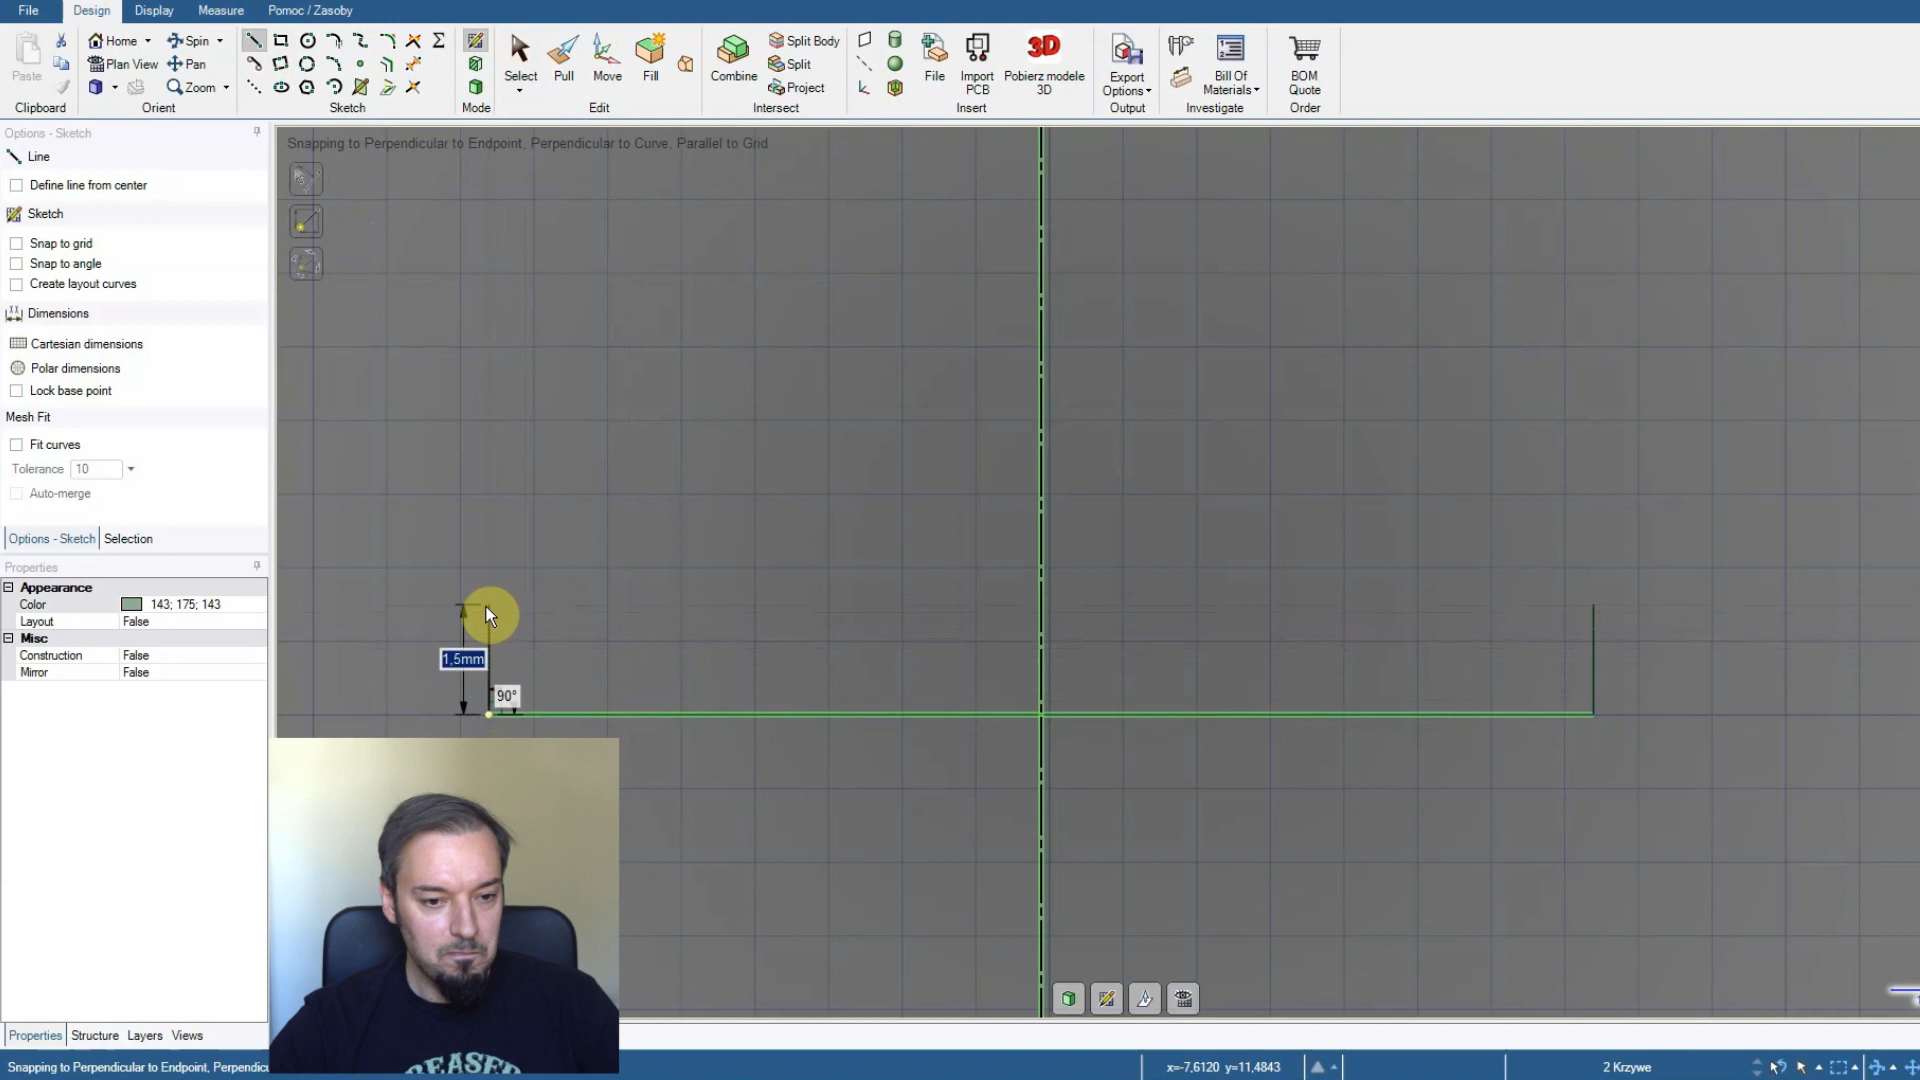 File Design Display Measure Pomoc / Zasoby
Home Spin
Plan View Pan
Zoom
Paste
Select Pull Move Fill
Combine
Split Body
Split
Project
File
Import PCB
Pobierz modele 3D
3D
Export Options
Bill Of Materials
BOM Quote
Clipboard Orient Sketch Mode Edit Intersect Insert Output Investigate Order
Options - Sketch
Line
Define line from center
Sketch
Snap to grid
Snap to angle
Create layout curves
Dimensions
Cartesian dimensions
Polar dimensions
Lock base point
Mesh Fit
Fit curves
Tolerance 10
Auto-merge
Options - Sketch Selection
Properties
Appearance
Color 143; 175; 143
Layout False
Misc
Construction False
Mirror False
Properties Structure Layers Views
Snapping to Perpendicular to Endpoint, Perpendicular to Curve, Parallel to Grid
1,5mm
90°
Snapping to Perpendicular to Endpoint, Perpendic
x=-7,6120 y=11,4843
2 Krzywe